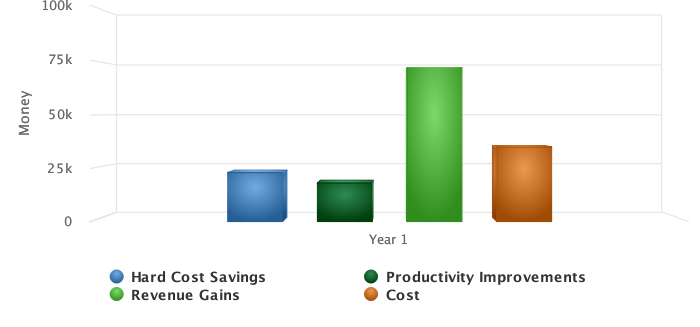 100k
75k
50k
25k
0
Money
Year 1
Hard Cost Savings
Productivity Improvements
Revenue Gains
Cost